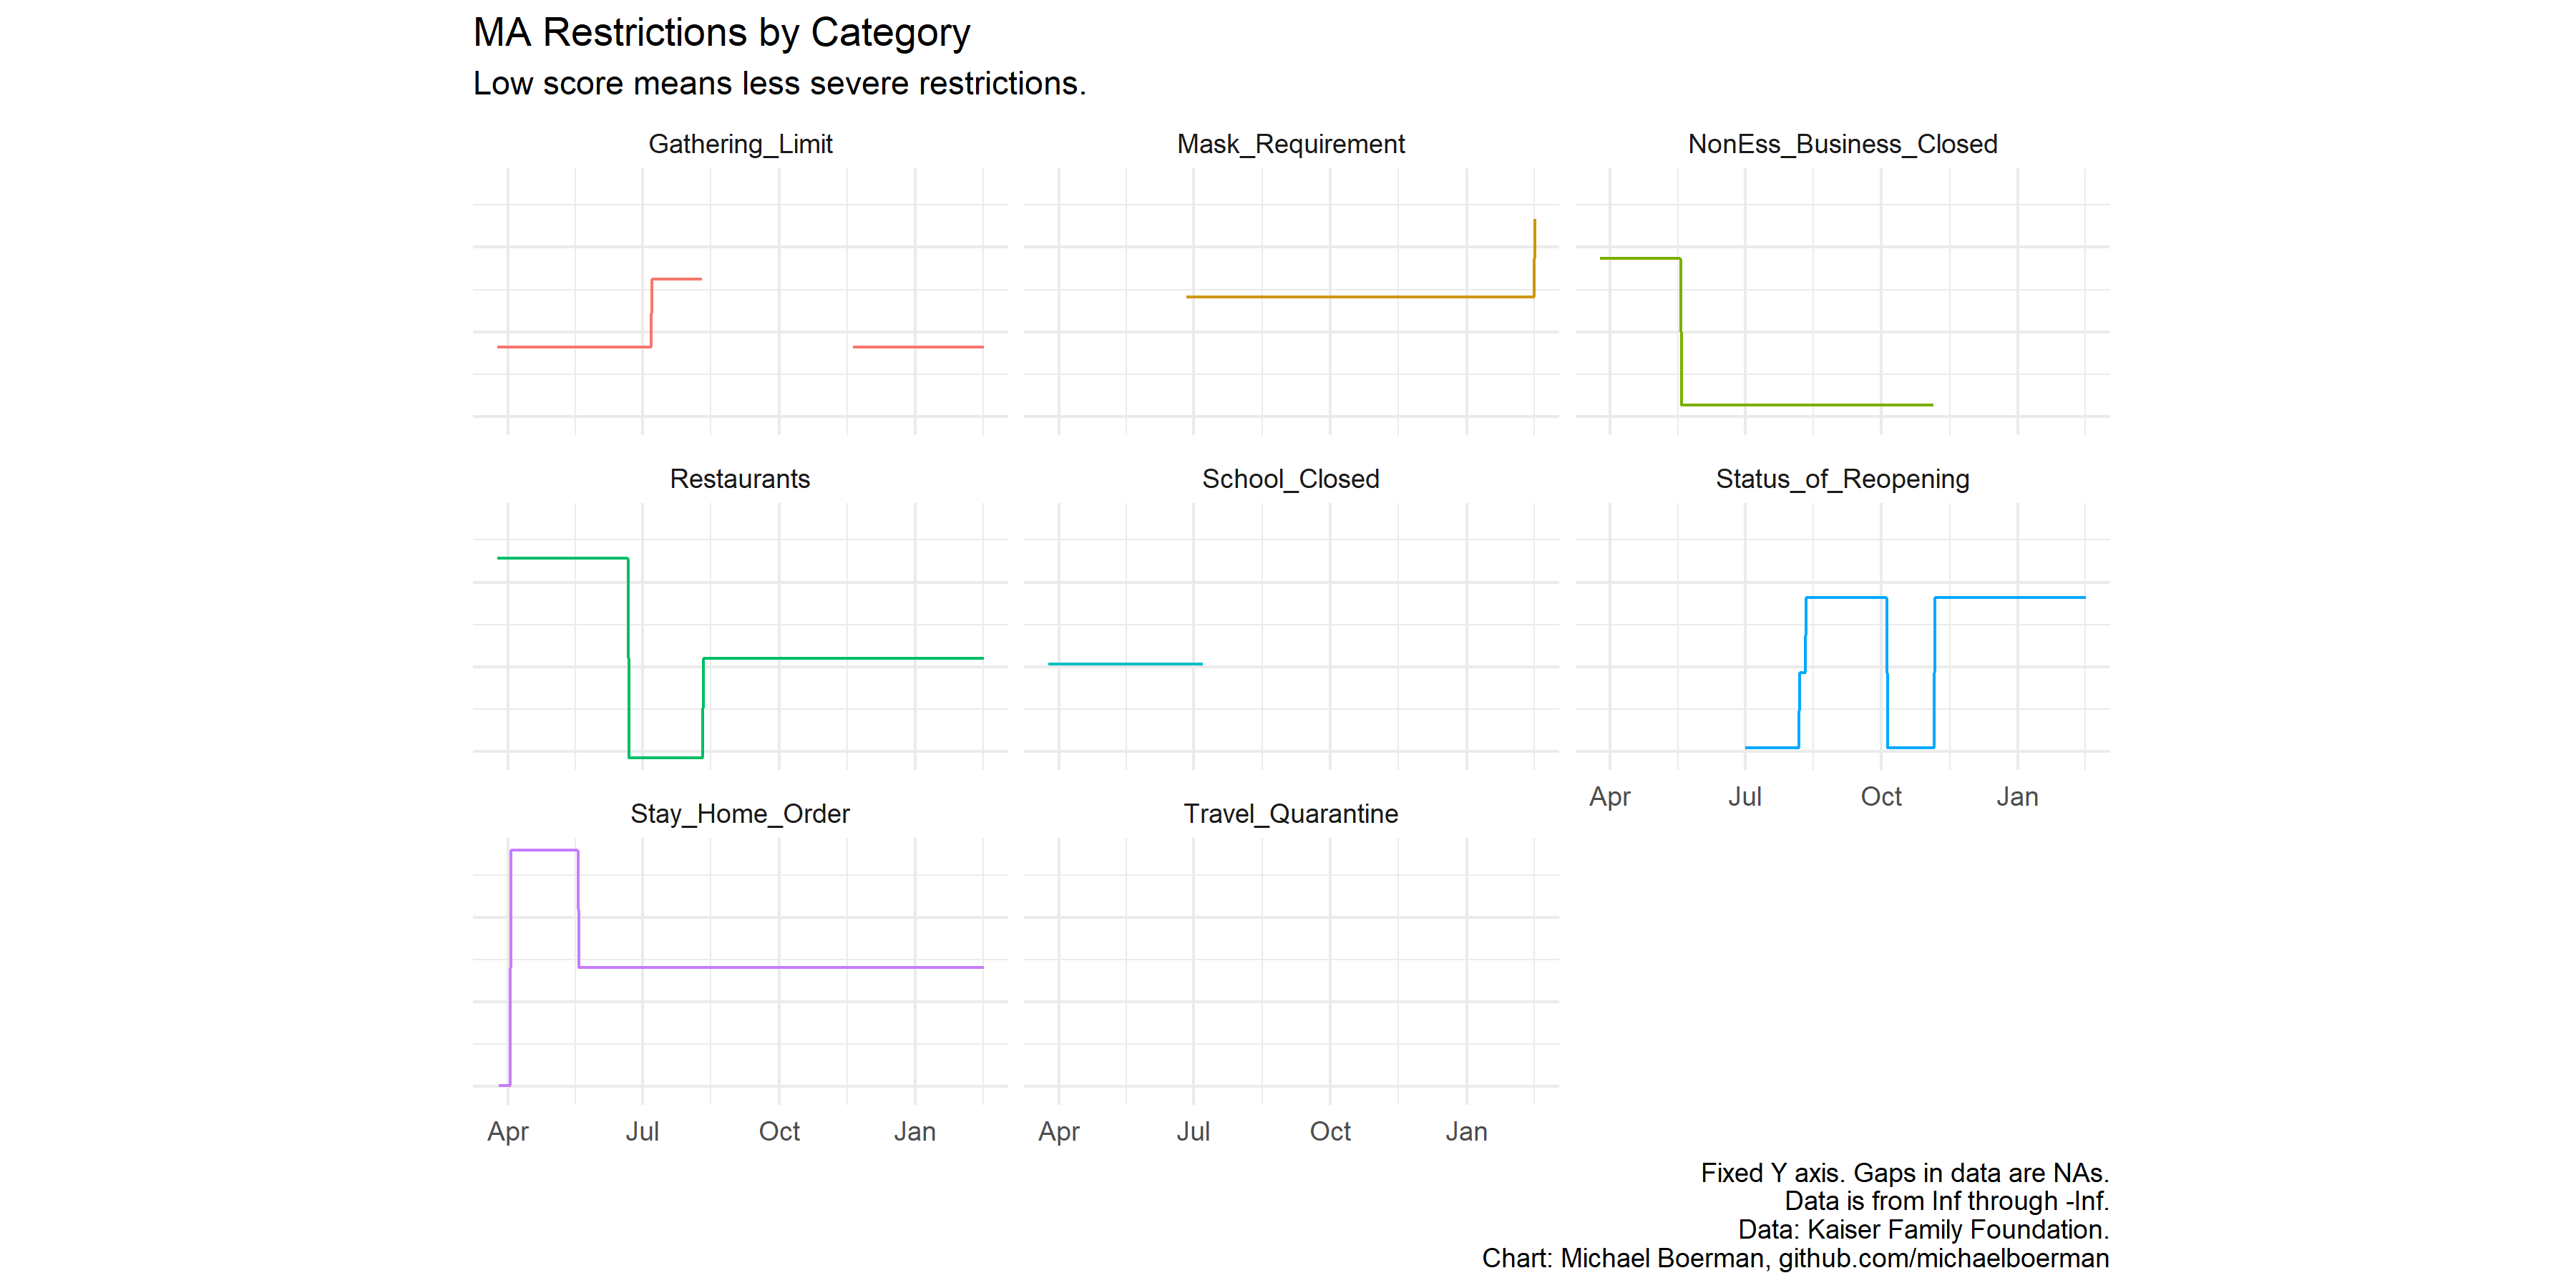 MA Restrictions by Category
Low score means less severe restrictions.
Gathering_Limit
Mask_Requirement
NonEss_Business_Closed
Restaurants
School_Closed
Status_of_Reopening
Apr Jul Oct Jan
Stay_Home_Order
Travel_Quarantine
Apr Jul Oct Jan
Apr Jul Oct Jan
Fixed Y axis. Gaps in data are NAs.
Data is from Inf through -Inf.
Data: Kaiser Family Foundation.
Chart: Michael Boerman, github.com/michaelboerman